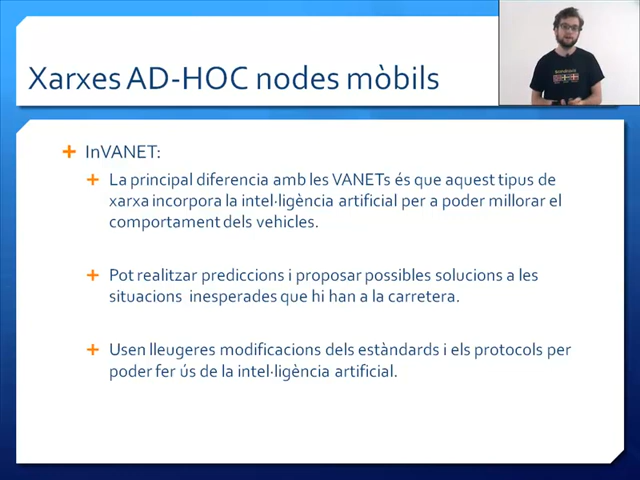 Xarxes AD-HOC nodes mòbils
InVANET:
La principal diferencia amb les VANETs és que aquest tipus de
xarxa incorpora la intel·ligència artificial per a poder millorar el
comportament dels vehicles.
Pot realitzar prediccions i proposar possibles solucions a les
situacions inesperades que hi han a la carretera.
Usen lleugeres modificacions dels estàndards i els protocols per
poder fer ús de la intel·ligència artificial.